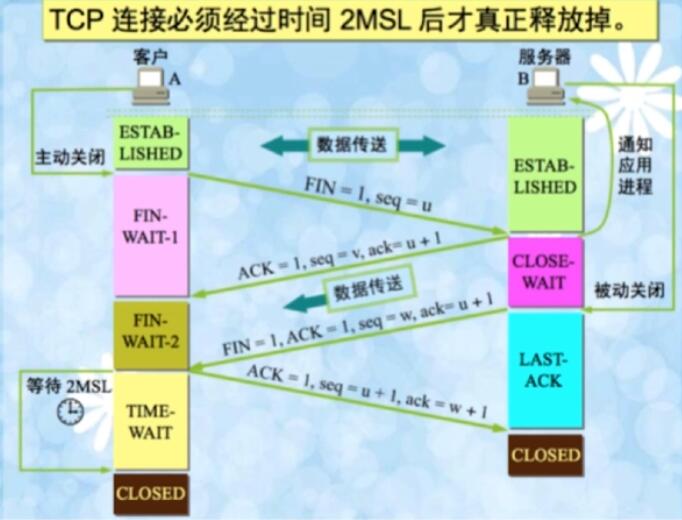 TCP 连接必须经过时间 2MSL 后才真正释放掉。
客户
A
服务器
B
ESTAB-
LISHED
数据传送
通知
应用
进程
主动关闭
ESTAB-
LISHED
FIN = 1, seq = u
FIN-
WAIT-1
ACK = 1, seq = v, ack= u + 1
CLOSE-
WAIT
数据传送
被动关闭
FIN-
WAIT-2
FIN = 1, ACK = 1, seq = w, ack= u + 1
LAST-
ACK
等待 2MSL
ACK = 1, seq = u + 1, ack = w + 1
TIME-
WAIT
CLOSED
CLOSED